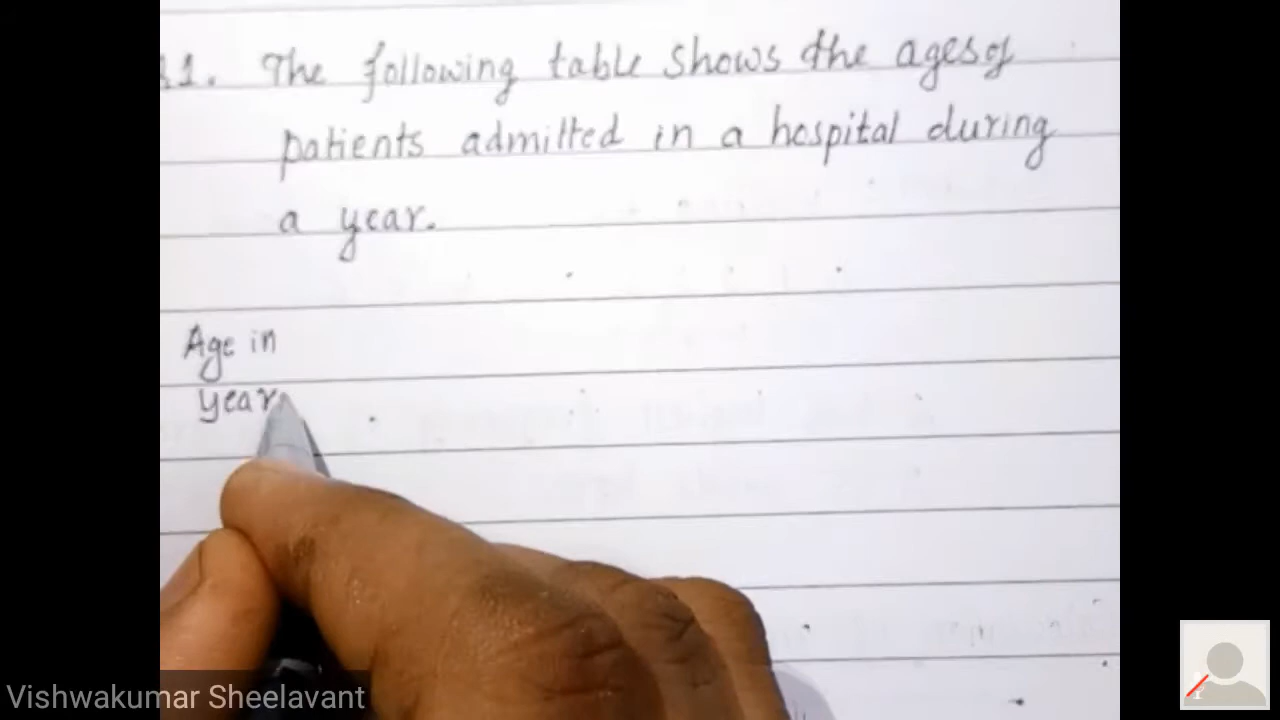 1. The following table shows the ages of
patients admitted in a hospital during
a year.
Age in
year
Vishwakumar Sheelavant